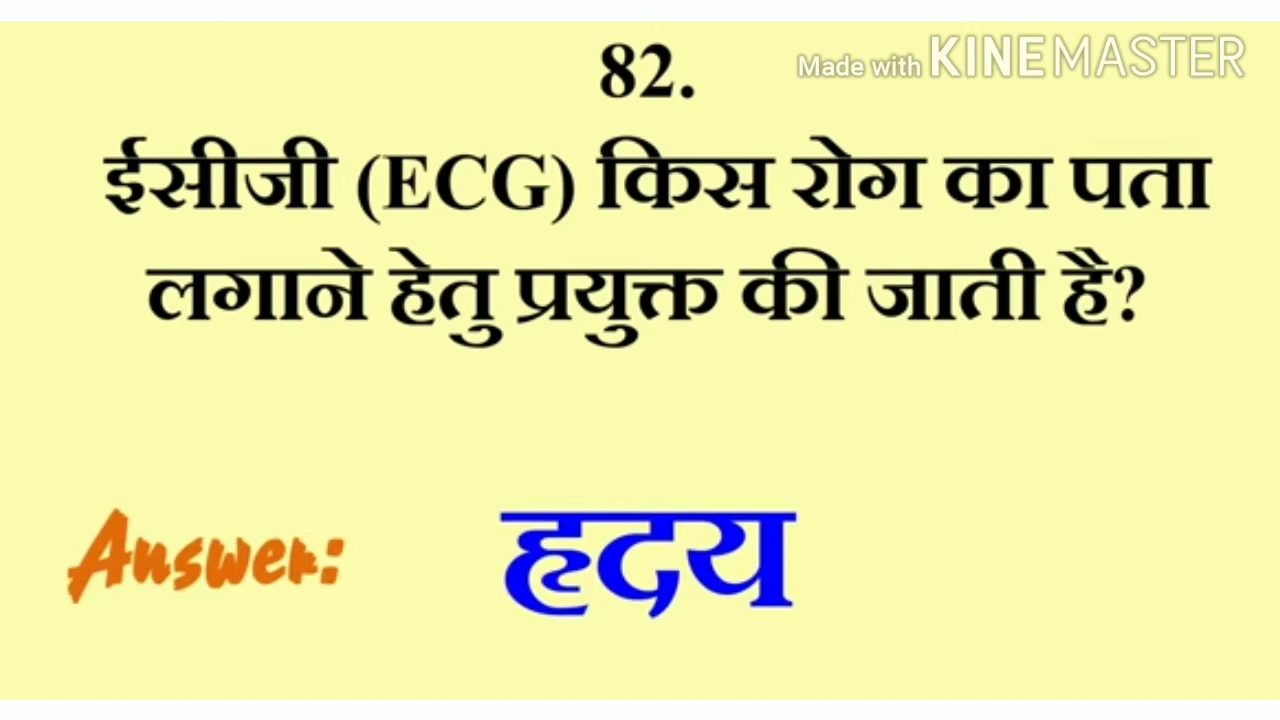 82.
Made with KINEMASTER
ईसीजी (ECG) किस रोग का पता
लगाने हेतु प्रयुक्त की जाती है?
Answer: हृदय